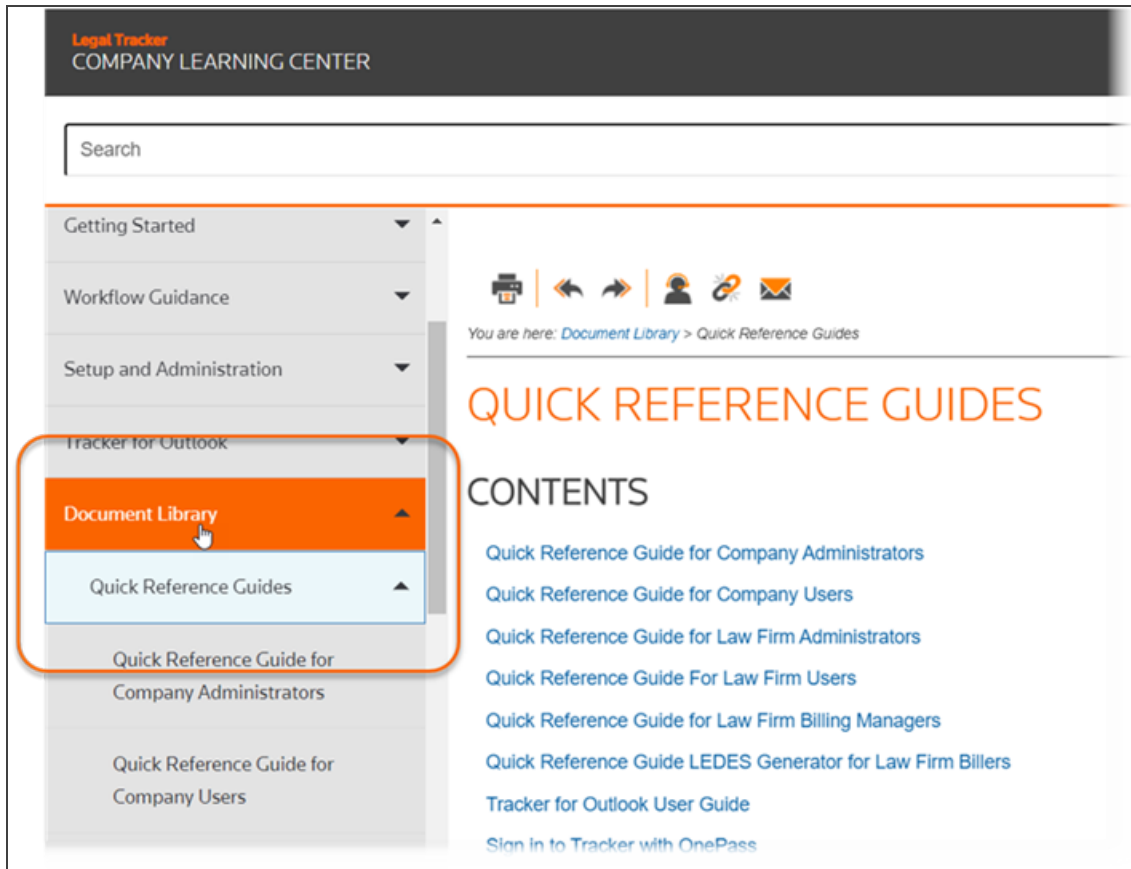 Legal Tracker
COMPANY LEARNING CENTER
Search
Getting Started
Workflow Guidance
Setup and Administration
Tracker for Outlook
Document Library
Quick Reference Guides
Quick Reference Guide for
Company Administrators
Quick Reference Guide for
Company Users
You are here: Document Library > Quick Reference Guides
QUICK REFERENCE GUIDES
CONTENTS
Quick Reference Guide for Company Administrators
Quick Reference Guide for Company Users
Quick Reference Guide for Law Firm Administrators
Quick Reference Guide For Law Firm Users
Quick Reference Guide for Law Firm Billing Managers
Quick Reference Guide LEDES Generator for Law Firm Billers
Tracker for Outlook User Guide
Sign in to Tracker with OnePass